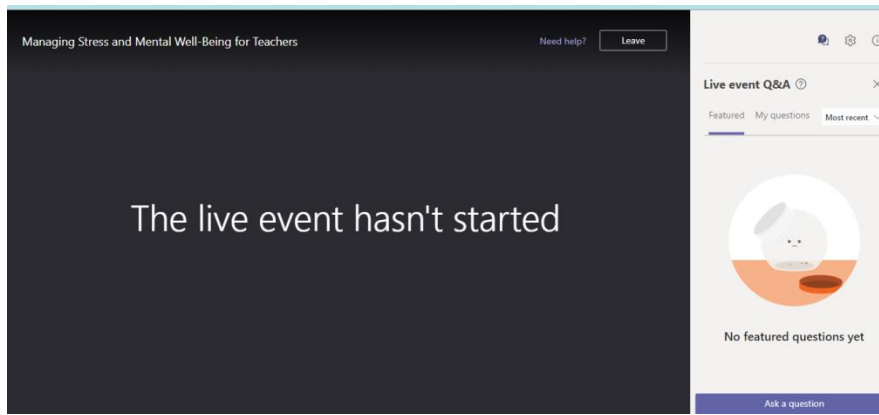 Managing Stress and Mental Well-Being for Teachers
Need help?
Leave
The live event hasn't started
Live event Q&A
Featured
My questions
Most recent
No featured questions yet
Ask a question